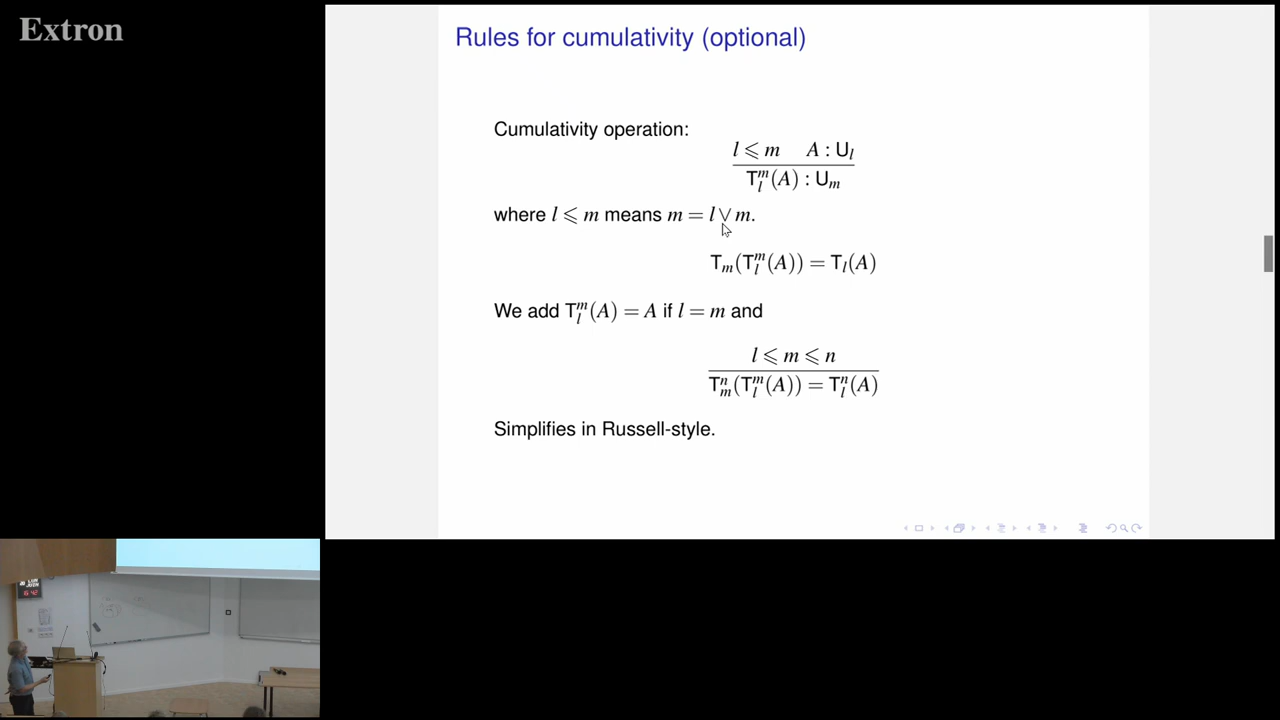 Extron
Rules for cumulativity (optional)
Cumulativity operation:
l ⩽ m A : U_l
T_l^m(A) : U_m
where l ⩽ m means m = l ∨ m.
T_m(T_l^m(A)) = T_l(A)
We add T_l^m(A) = A if l = m and
l ⩽ m ⩽ n
T_m^n(T_l^m(A)) = T_l^n(A)
Simplifies in Russell-style.